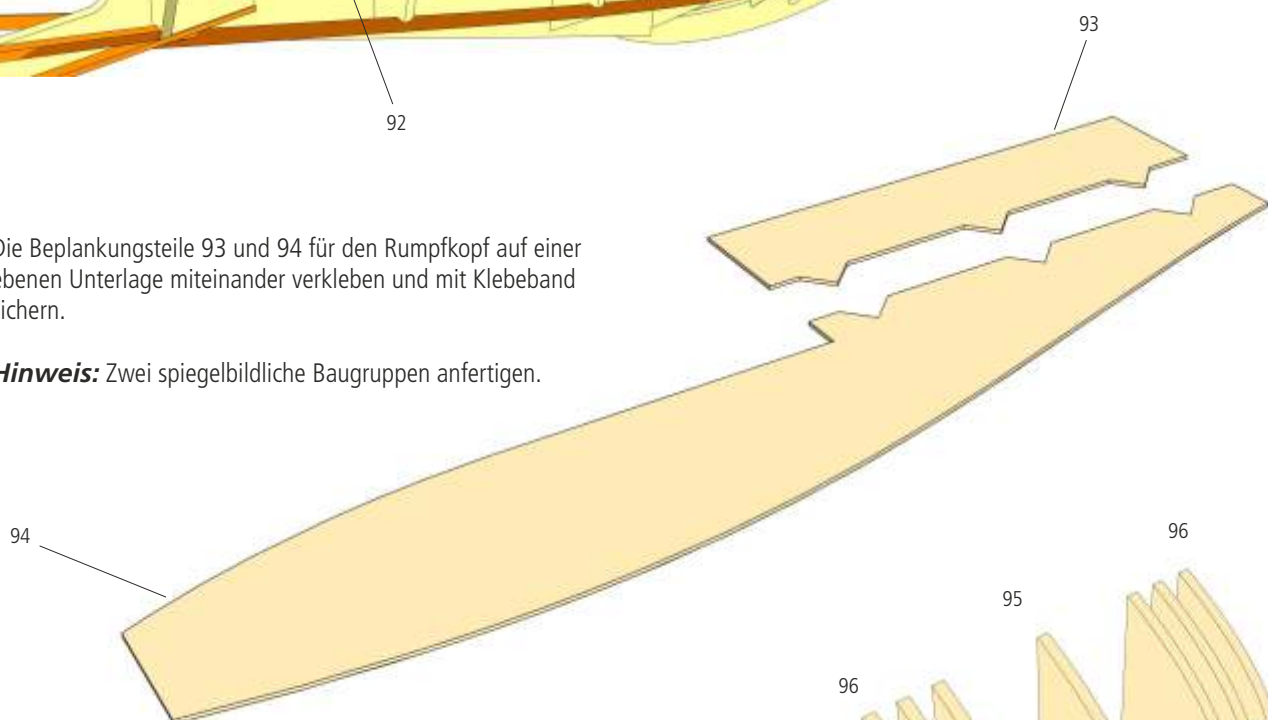 93
92
Die Beplankungsteile 93 und 94 für den Rumpfkopf auf einer
ebenen Unterlage miteinander verkleben und mit Klebeband
sichern.
Hinweis: Zwei spiegelbildliche Baugruppen anfertigen.
94
96
95
96